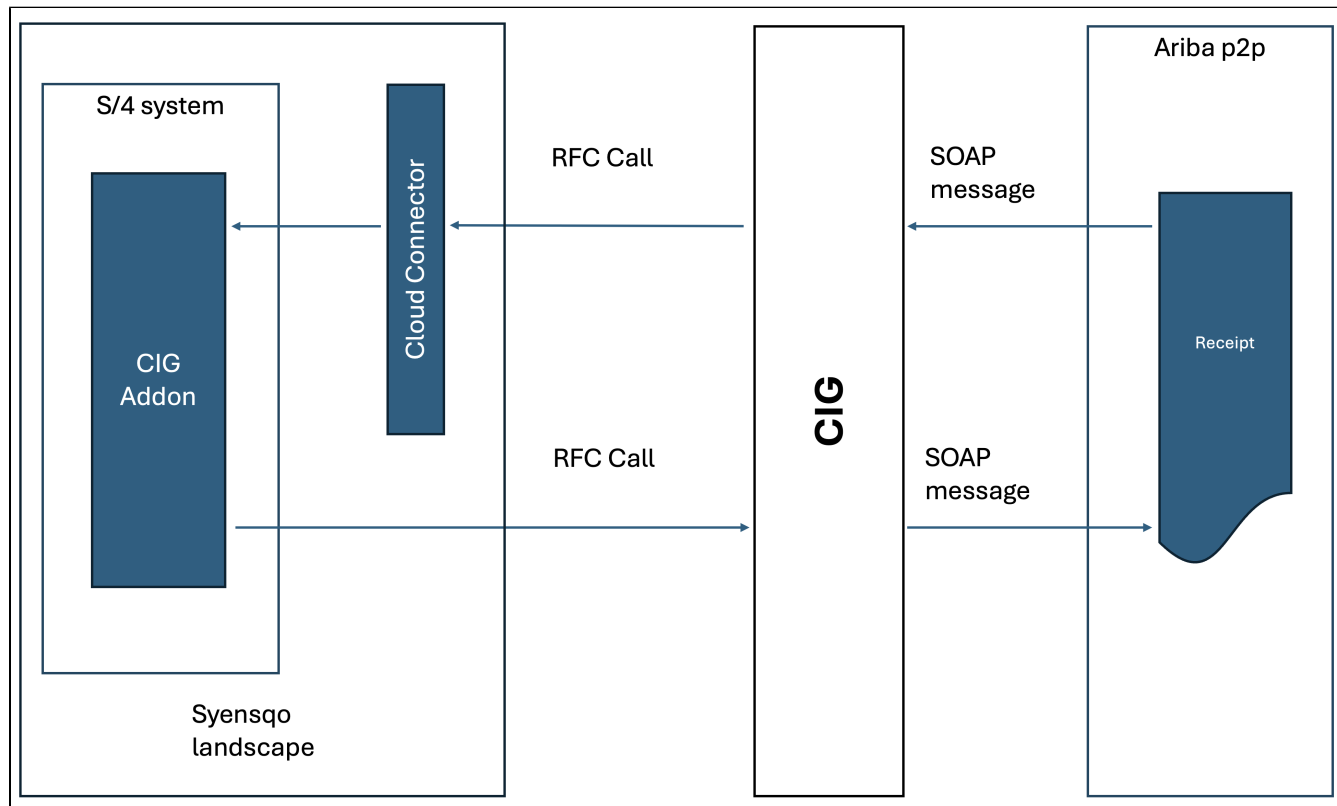 Ariba p2p
S/4 system
Cloud Connector
RFC Call
SOAP
message
CIG
Addon
CIG
Receipt
RFC Call
SOAP
message
Syensqo
landscape